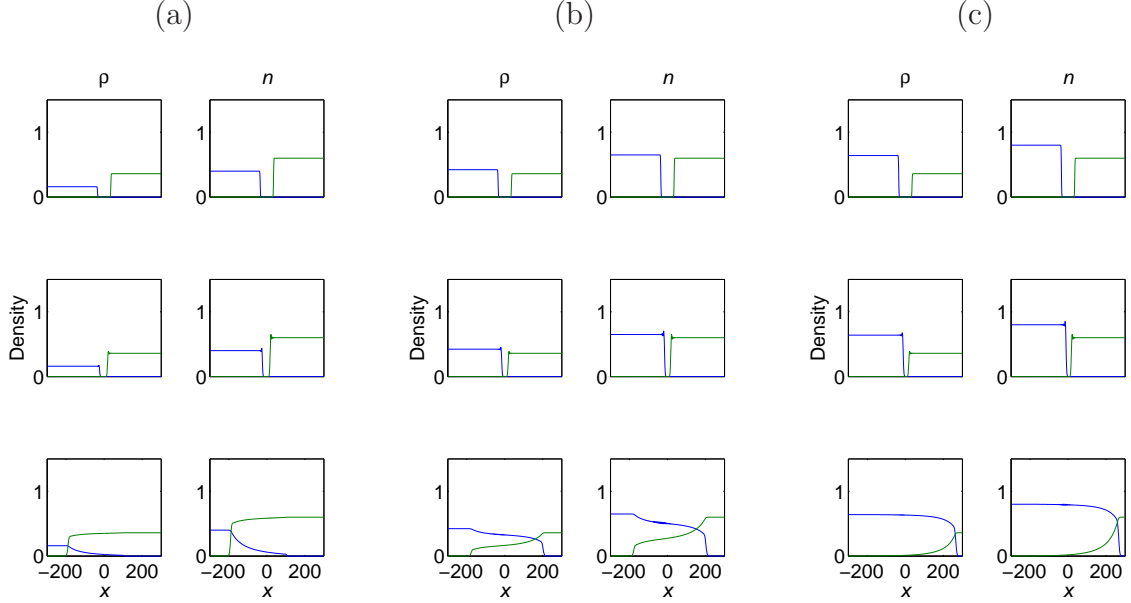 (a) (b) (c)
ρ n ρ n ρ n
1 1 1 1 1 1
0 0 0 0 0 0
Density Density Density
1 1 1 1 1 1
0 0 0 0 0 0
1 1 1 1 1 1
0 0 0 0 0 0
−200 0 200 −200 0 200 −200 0 200 −200 0 200 −200 0 200 −200 0 200
x x x x x x